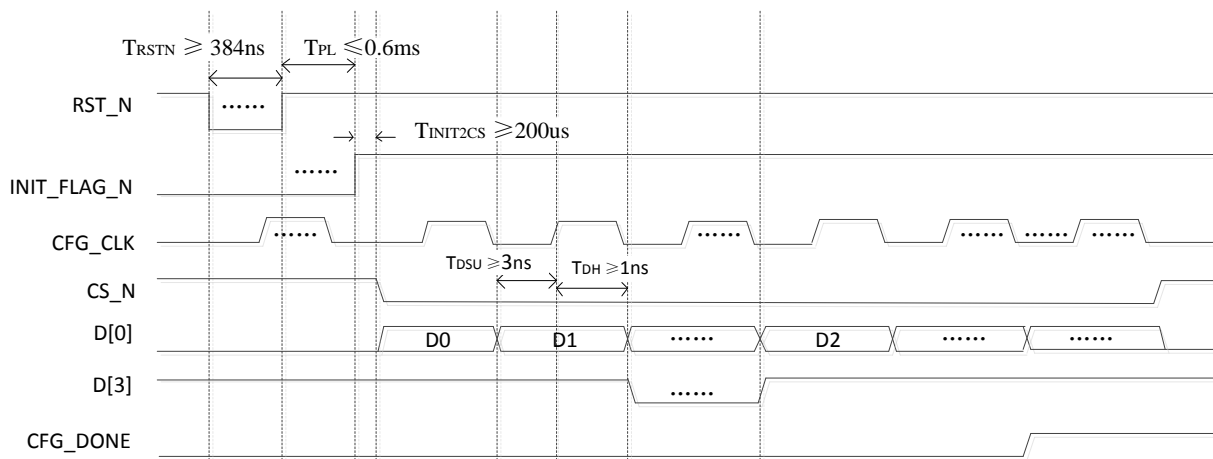 TRSTN ≥ 384ns TPL ≤0.6ms
RST_N ……
TINIT2CS ≥200us
INIT_FLAG_N ……
CFG_CLK …… …… …… …… ……
TDSU ≥3ns TDH ≥1ns
CS_N
D[0] D0 D1 …… D2 …… ……
D[3] ……
CFG_DONE